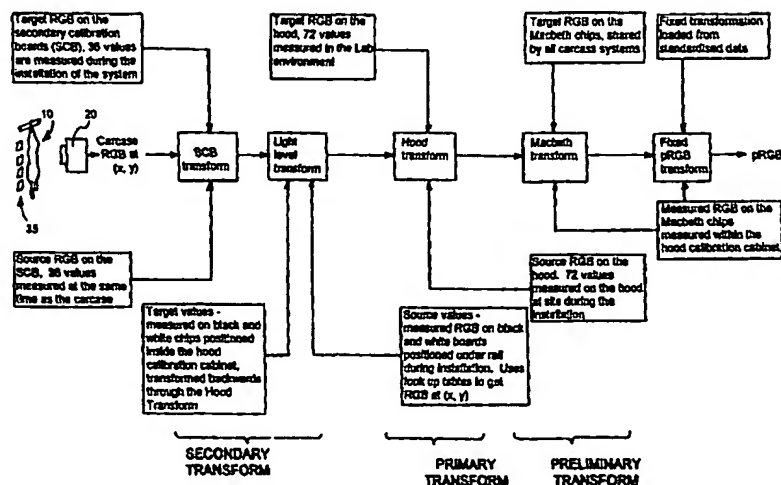 Target RGB on the
secondary calibration
boards (SCB), 36 values
are measured during the
installation of the system
Target RGB on the
hood, 72 values
measured in the Lab
environment
Target RGB on the
Macbeth chips, shared
by all carcass systems
Fixed transformation
loaded from
standardised data
10
20
35
Carcase
RGB at
(x, y)
SCB
transform
Light
level
transform
Hood
transform
Macbeth
transform
Fixed
pRGB
transform
pRGB
Source RGB on the
SCB, 36 values
measured at the same
time as the carcase
Measured RGB on the
Macbeth chips
measured within the
hood calibration cabinet.
Source RGB on the
hood. 72 values
measured on the hood
at site during the
installation
Target values -
measured on black and
white chips positioned
inside the hood
calibration cabinet,
transformed backwards
through the Hood
Transform
Source values -
measured RGB on black
and white boards
positioned under rail
during installation. Uses
look up tables to get
RGB at (x, y)
SECONDARY
TRANSFORM
PRIMARY
TRANSFORM
PRELIMINARY
TRANSFORM